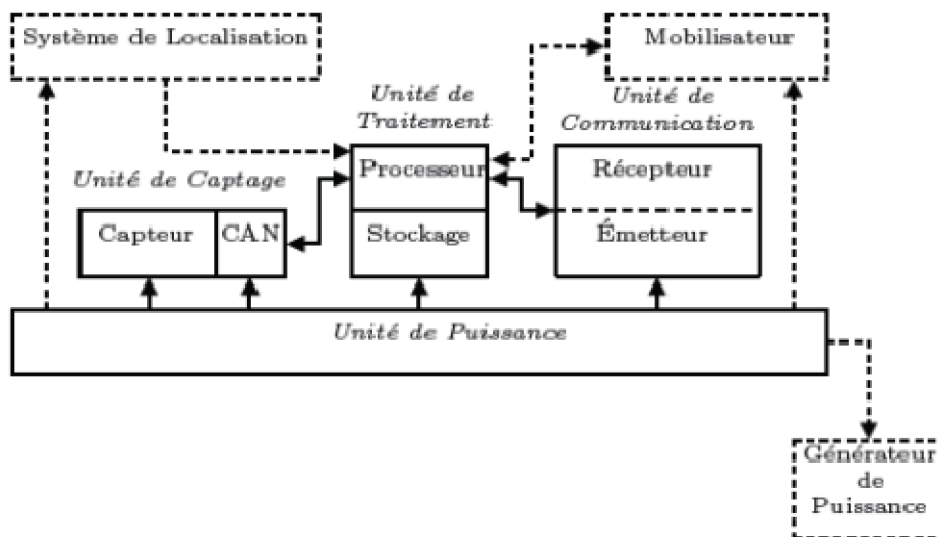 Système de Localisation
Mobilisateur
Unité de
Traitement
Unité de
Communication
Unité de Captage
Processeur
Récepteur
Capteur
CAN
Stockage
Émetteur
Unité de Puissance
Générateur
de
Puissance